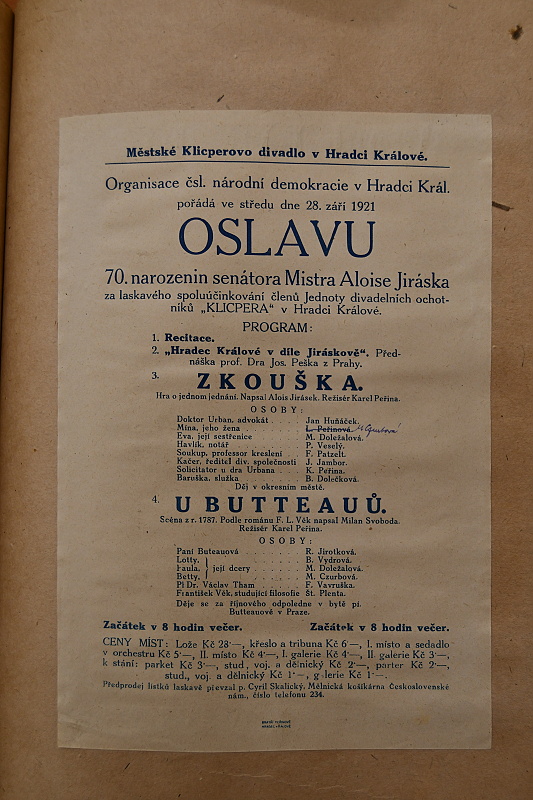 Městské Klicperovo divadlo v Hradci Králové.
Organisace čsl. národní demokracie v Hradci Král.
pořádá ve středu dne 28. září 1921
OSLAVU
70. narozenin senátora Mistra Aloise Jiráska
za laskavého spoluúčinkování členů Jednoty divadelních ochot-
níků „KLICPERA“ v Hradci Králové.
PROGRAM:
1. Recitace.
2. „Hradec Králové v díle Jiráskově“. Před-
náška prof. Dra Jos. Peška z Prahy.
3. ZKOUŠKA.
Hra o jednom jednání. Napsal Alois Jirásek. Režisér Karel Peřina.
OSOBY:
Doktor Urban, advokát . . . . Jan Huňáček.
Mína, jeho žena . . . . . L. Peřinová
Eva, její sestřenice . . . . M. Doležalová.
Havlík, notář . . . . . P. Veselý.
Soukup, professor kreslení . . F. Patzelt.
Kačer, ředitel div. společnosti J. Jambor.
Solicitator u dra Urbana . . K. Peřina.
Baruška, služka . . . . . B. Dolečková.
Děj v okresním městě.
4. U BUTTEAUŮ.
Scéna z r. 1787. Podle románu F. L. Věk napsal Milan Svoboda.
Režisér Karel Peřina.
OSOBY:
Paní Buteauová . . . . . R. Jirotková.
Lotty, B. Vydrová.
Paula, } její dcery . . . . M. Doležalová.
Betty, M. Czurbová.
Pl Dr. Václav Tham . . . . F. Vavruška.
František Věk, studující filosofie Št. Plenta.
Děje se za říjnového odpoledne v bytě pí.
Butteauové v Praze.
Začátek v 8 hodin večer. Začátek v 8 hodin večer.
CENY MÍST: Lože Kč 28·—, křeslo a tribuna Kč 6·—, I. místo a sedadlo
v orchestru Kč 5·—, II. místo Kč 4·—, I. galerie Kč 4·—, II. galerie Kč 3·—,
k stání: parket Kč 3·—, stud., voj. a dělnický Kč 2·—, parter Kč 2·—,
stud., voj. a dělnický Kč 1·—, galerie Kč 1·—.
Předprodej lístků laskavě převzal p. Cyril Skalický, Mělnická košíkárna Československé
nám., číslo telefonu 234.